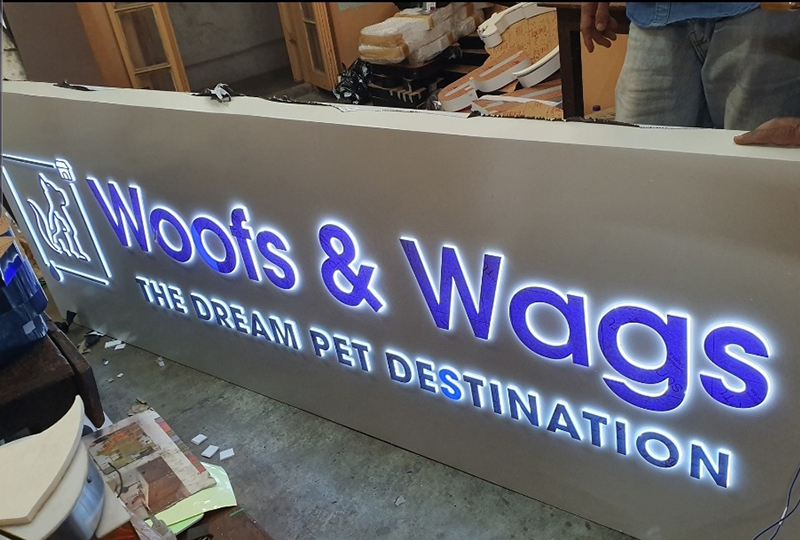 Woofs & Wags
THE DREAM PET DESTINATION